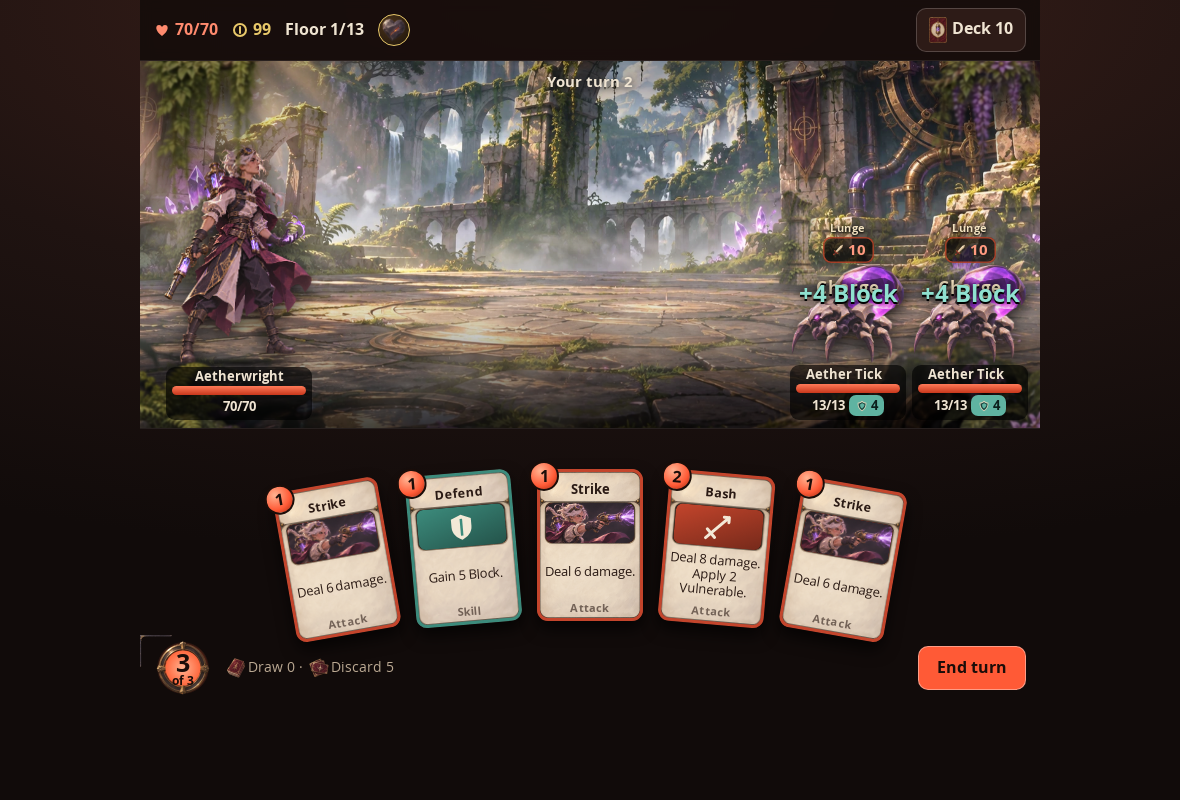 70/70 99 Floor 1/13 Deck 10
Your turn 2
Lunge Lunge
10 10
+4 Block +4 Block
Aetherwright Aether Tick Aether Tick
70/70 13/13 4 13/13 4
1 Strike
Deal 6 damage.
Attack
1 Defend
Gain 5 Block.
Skill
1 Strike
Deal 6 damage.
Attack
2 Bash
Deal 8 damage.
Apply 2
Vulnerable.
Attack
1 Strike
Deal 6 damage.
Attack
3
of 3
Draw 0 · Discard 5
End turn